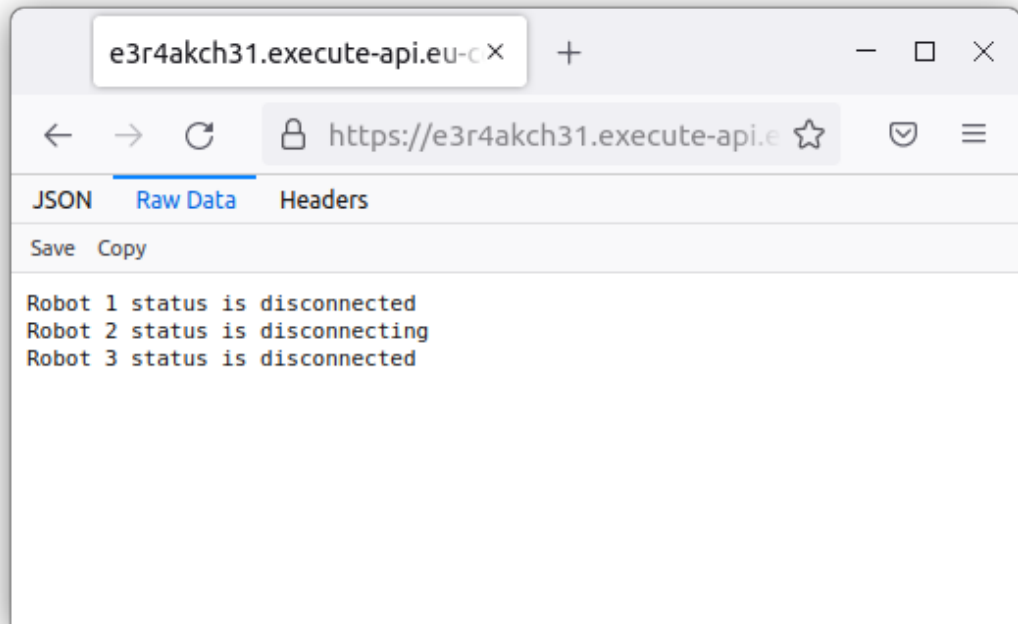 e3r4akch31.execute-api.eu-c
https://e3r4akch31.execute-api.e
JSON Raw Data Headers
Save Copy
Robot 1 status is disconnected
Robot 2 status is disconnecting
Robot 3 status is disconnected